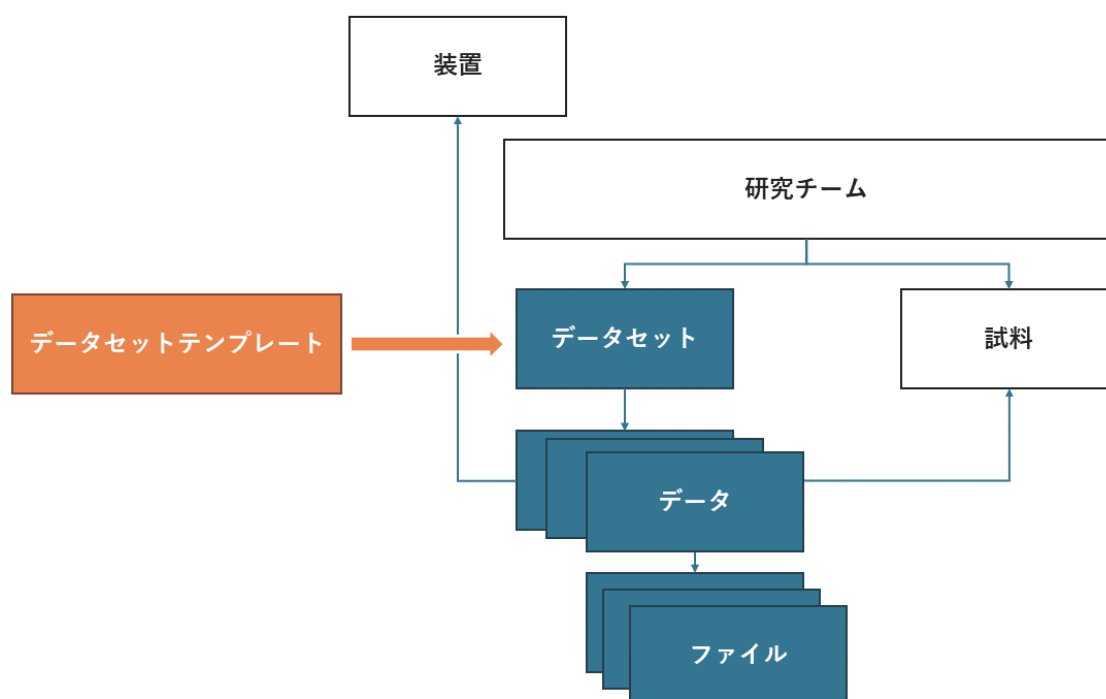 装置
研究チーム
データセットテンプレート
データセット
試料
データ
ファイル